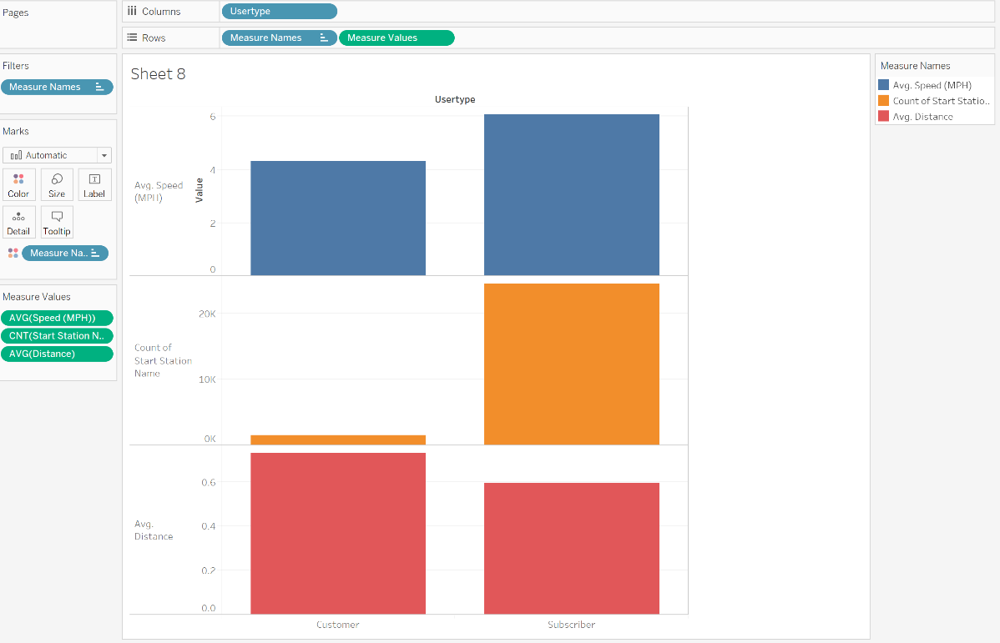 Pages
Columns
Usertype
Rows
Measure Names
Measure Values
Filters
Measure Names
Marks
Automatic
Color
Size
Label
Detail
Tooltip
Measure Na..
Measure Values
AVG(Speed (MPH))
CNT(Start Station N..
AVG(Distance)
Sheet 8
Usertype
6
4
2
0
Avg. Speed
(MPH)
Value
20K
10K
0K
Count of
Start Station
Name
0.6
0.4
0.2
0.0
Avg.
Distance
Customer
Subscriber
Measure Names
Avg. Speed (MPH)
Count of Start Statio..
Avg. Distance